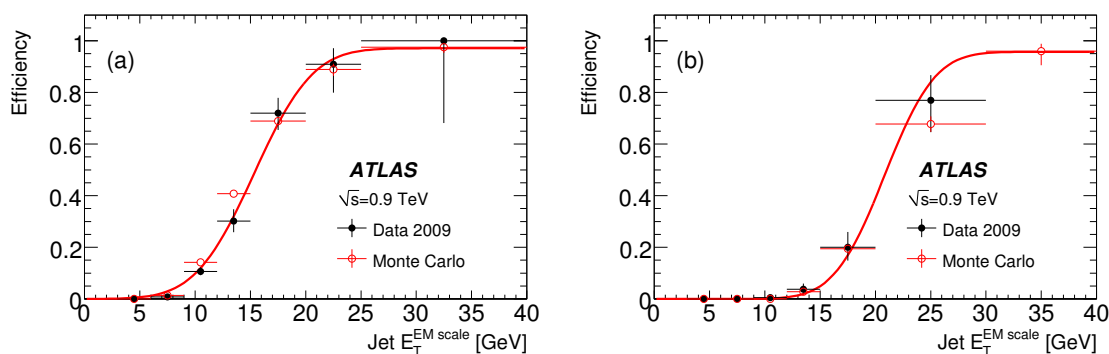 Efficiency
1
0.8
0.6
0.4
0.2
0
(a)
ATLAS
√s=0.9 TeV
Data 2009
Monte Carlo
0 5 10 15 20 25 30 35 40
Jet E_T^EM scale [GeV]
Efficiency
1
0.8
0.6
0.4
0.2
0
(b)
ATLAS
√s=0.9 TeV
Data 2009
Monte Carlo
0 5 10 15 20 25 30 35 40
Jet E_T^EM scale [GeV]